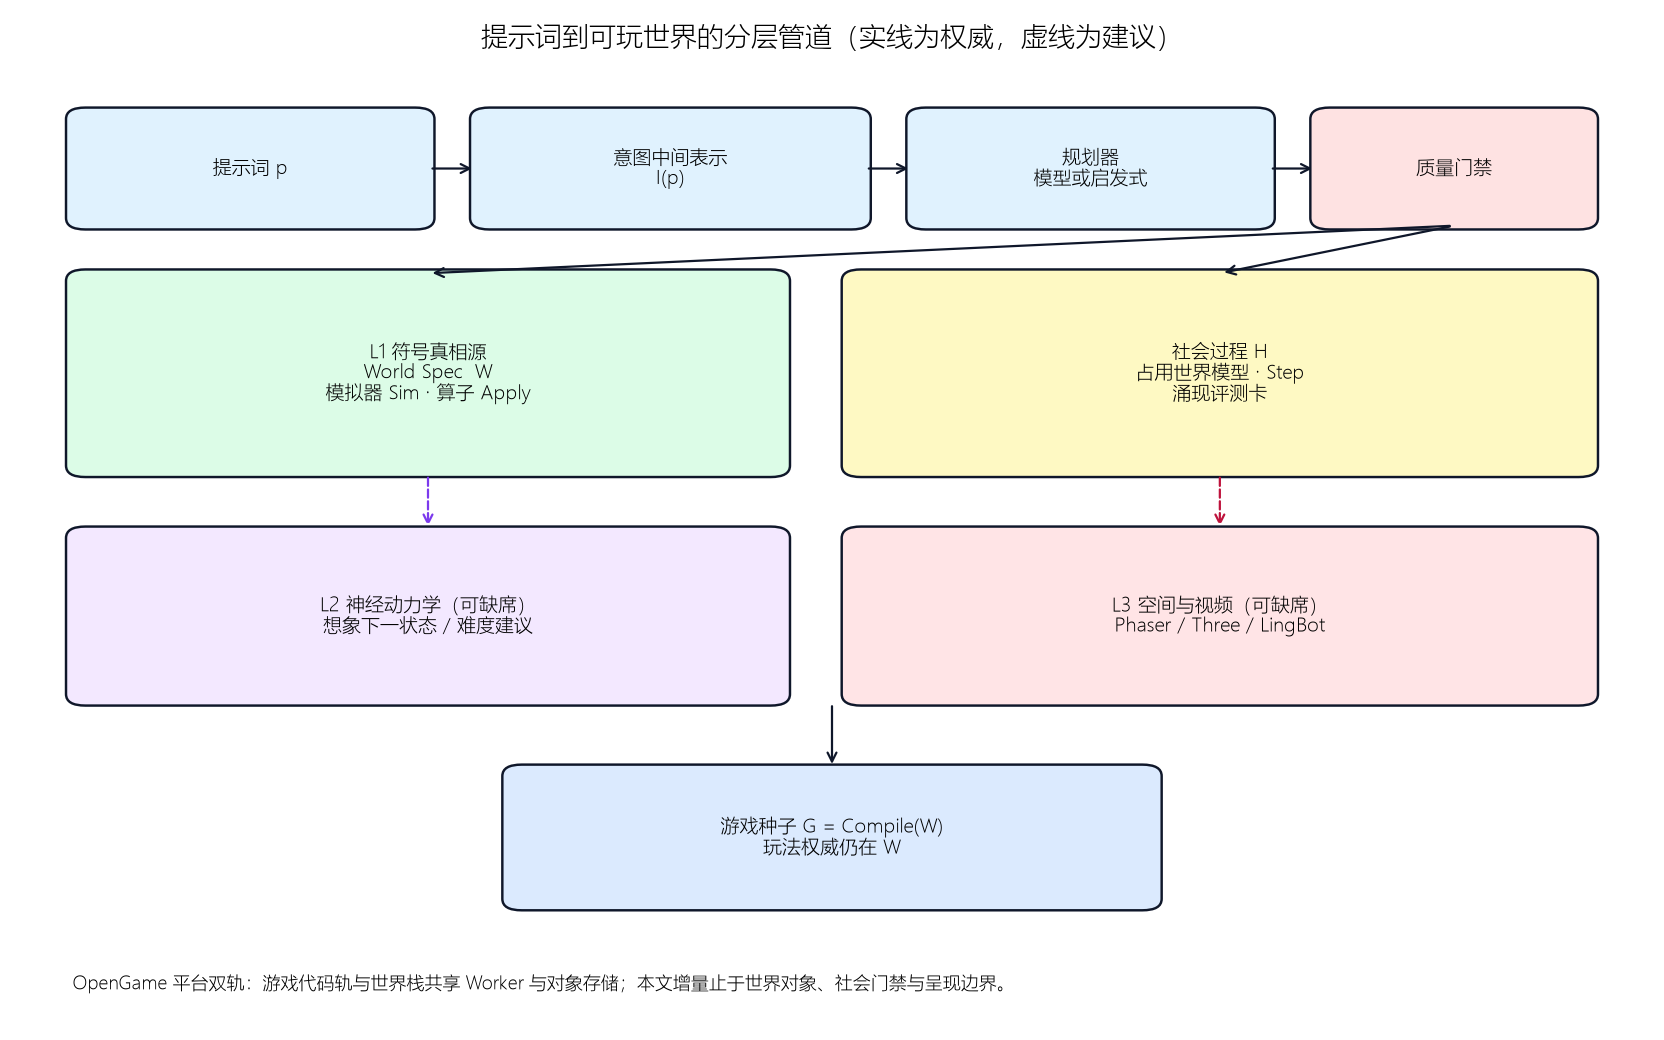 提示词到可玩世界的分层管道（实线为权威，虚线为建议）
提示词 p
意图中间表示
I(p)
规划器
模型或启发式
质量门禁
L1 符号真相源
World Spec W
模拟器 Sim · 算子 Apply
社会过程 H
占用世界模型 · Step
涌现评测卡
L2 神经动力学（可缺席）
想象下一状态 / 难度建议
L3 空间与视频（可缺席）
Phaser / Three / LingBot
游戏种子 G = Compile(W)
玩法权威仍在 W
OpenGame 平台双轨：游戏代码轨与世界栈共享 Worker 与对象存储；本文增量止于世界对象、社会门禁与呈现边界。